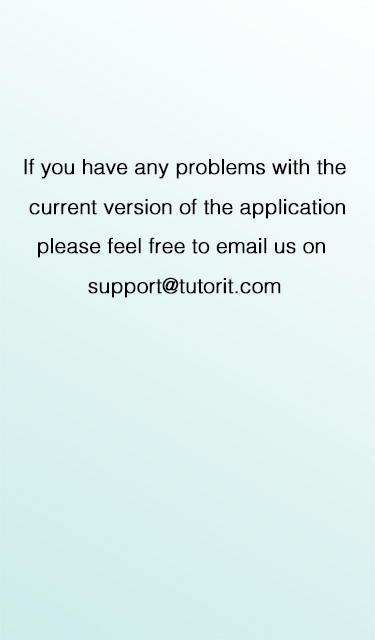 If you have any problems with the
current version of the application
please feel free to email us on
support@tutorit.com